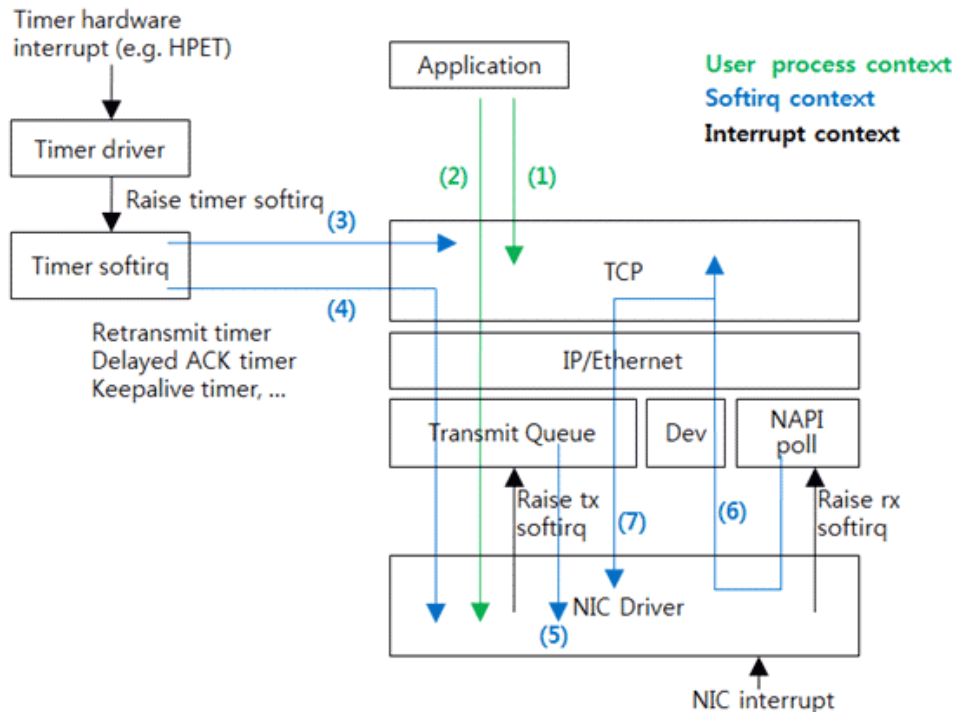 Timer hardware
interrupt (e.g. HPET)
Application
User process context
Softirq context
Interrupt context
Timer driver
Raise timer softirq
(2)
(1)
(3)
Timer softirq
TCP
(4)
Retransmit timer
Delayed ACK timer
Keepalive timer, ...
IP/Ethernet
Transmit Queue
Dev
NAPI
poll
Raise tx
softirq
(7)
(6)
Raise rx
softirq
NIC Driver
(5)
NIC interrupt